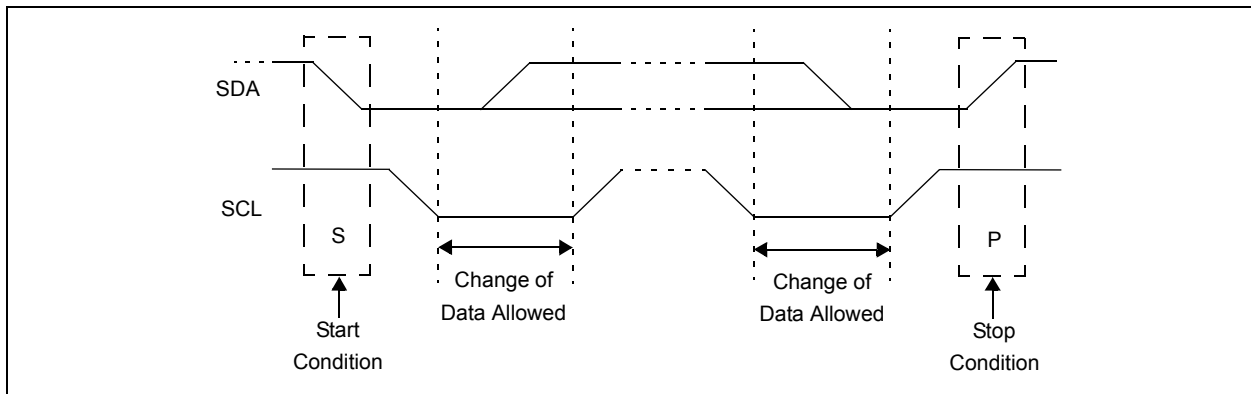 SDA
SCL
S
P
Change of
Data Allowed
Change of
Data Allowed
Start
Condition
Stop
Condition